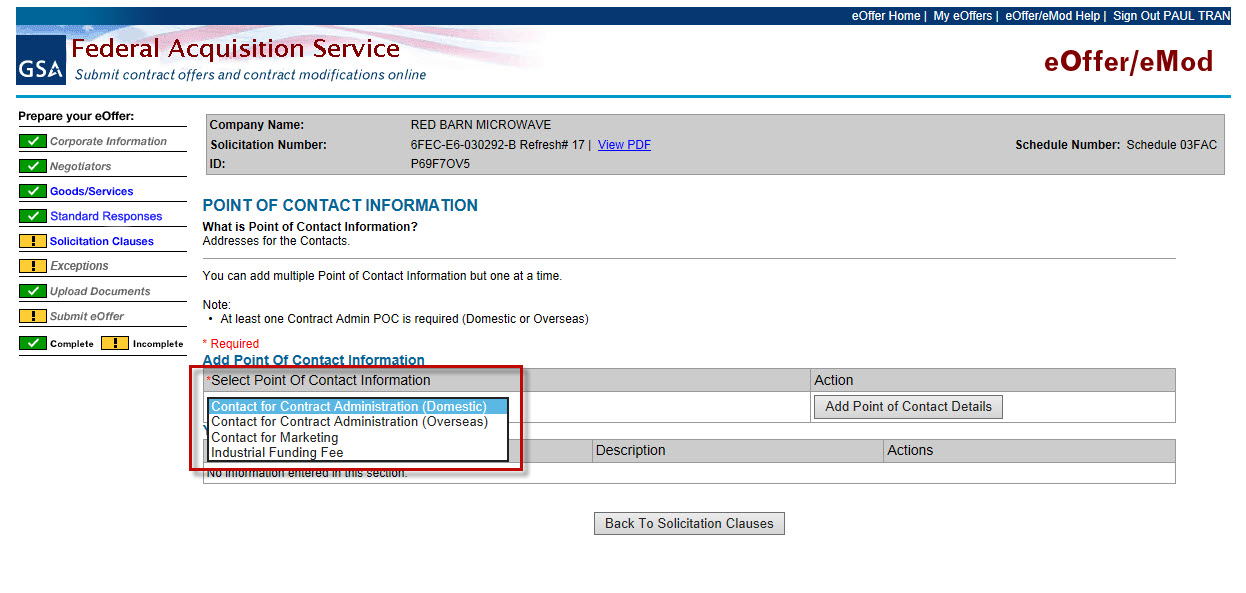 eOffer Home | My eOffers | eOffer/eMod Help | Sign Out PAUL TRAN
GSA
Federal Acquisition Service
Submit contract offers and contract modifications online
eOffer/eMod
Prepare your eOffer:
Corporate Information
Negotiators
Goods/Services
Standard Responses
Solicitation Clauses
Exceptions
Upload Documents
Submit eOffer
Complete Incomplete
Company Name: RED BARN MICROWAVE
Solicitation Number: 6FEC-E6-030292-B Refresh# 17 | View PDF Schedule Number: Schedule 03FAC
ID: P69F7OV5
POINT OF CONTACT INFORMATION
What is Point of Contact Information?
Addresses for the Contacts.
You can add multiple Point of Contact Information but one at a time.
Note:
• At least one Contract Admin POC is required (Domestic or Overseas)
* Required
Add Point Of Contact Information
*Select Point Of Contact Information Action
Contact for Contract Administration (Domestic) Add Point of Contact Details
Contact for Contract Administration (Overseas)
Contact for Marketing
Industrial Funding Fee
Description Actions
No information entered in this section.
Back To Solicitation Clauses